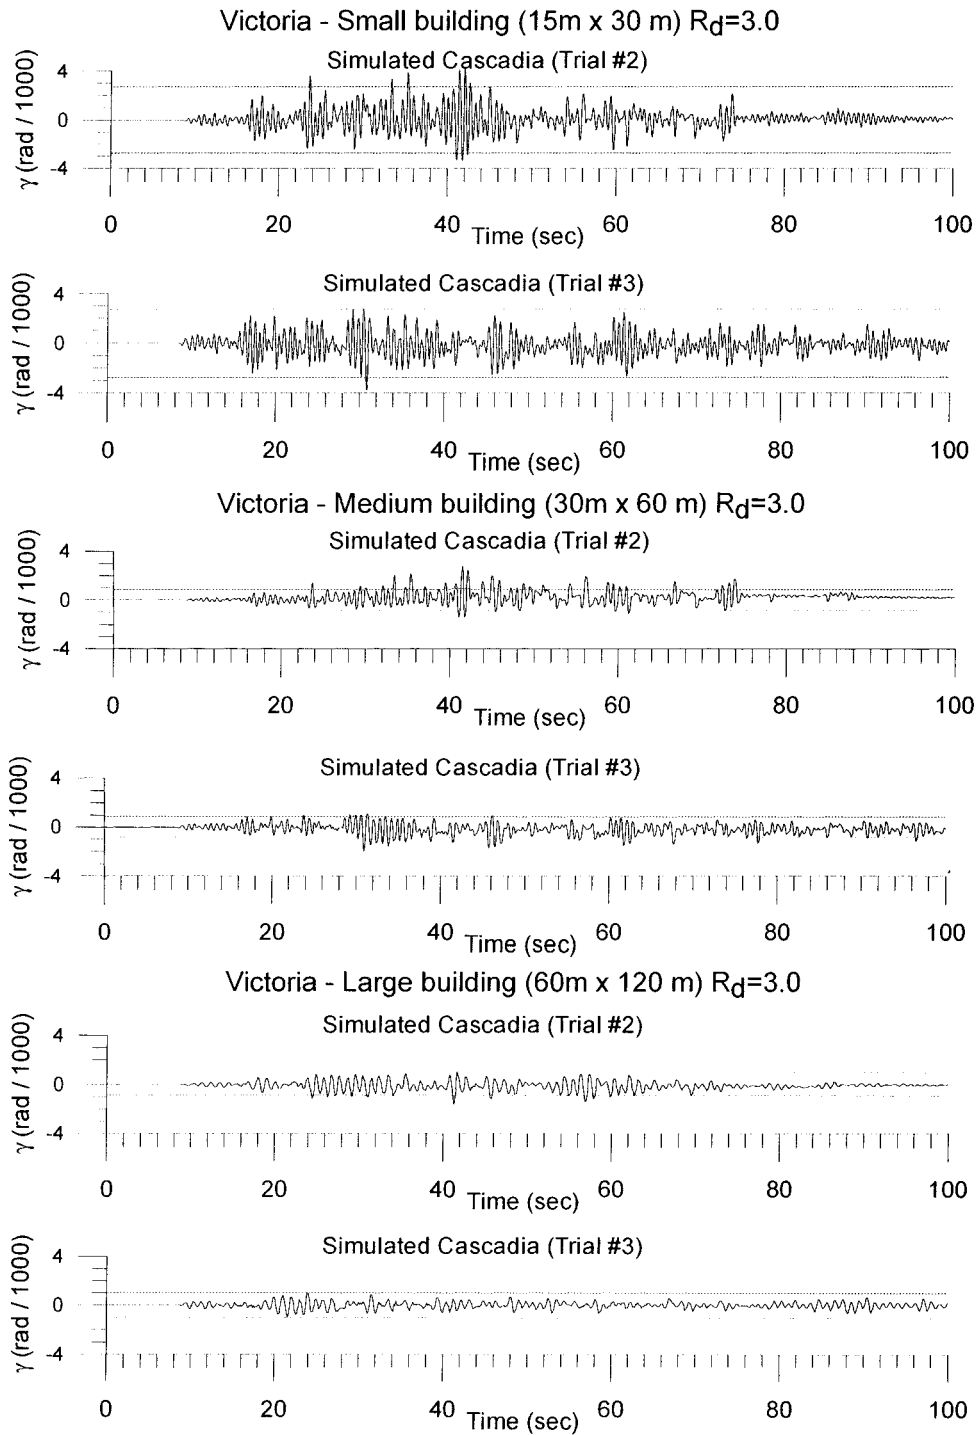 Victoria - Small building (15m x 30 m) Rd=3.0
Simulated Cascadia (Trial #2)
γ (rad / 1000)
4
0
-4
0 20 40 60 80 100
Time (sec)
Simulated Cascadia (Trial #3)
γ (rad / 1000)
4
0
-4
0 20 40 60 80 100
Time (sec)
Victoria - Medium building (30m x 60 m) Rd=3.0
Simulated Cascadia (Trial #2)
γ (rad / 1000)
4
0
-4
0 20 40 60 80 100
Time (sec)
Simulated Cascadia (Trial #3)
γ (rad / 1000)
4
0
-4
0 20 40 60 80 100
Time (sec)
Victoria - Large building (60m x 120 m) Rd=3.0
Simulated Cascadia (Trial #2)
γ (rad / 1000)
4
0
-4
0 20 40 60 80 100
Time (sec)
Simulated Cascadia (Trial #3)
γ (rad / 1000)
4
0
-4
0 20 40 60 80 100
Time (sec)